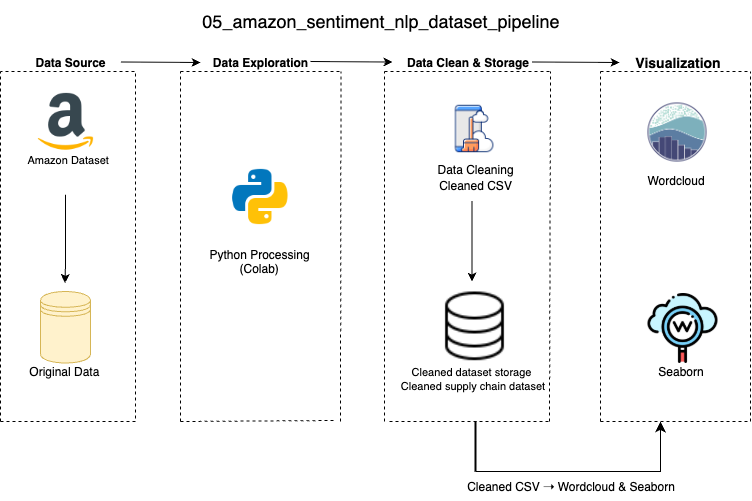 05_amazon_sentiment_nlp_dataset_pipeline
Data Source
Data Exploration
Data Clean & Storage
Visualization
a
Amazon Dataset
Original Data
Python Processing
(Colab)
Data Cleaning
Cleaned CSV
Cleaned dataset storage
Cleaned supply chain dataset
Wordcloud
W
Seaborn
Cleaned CSV → Wordcloud & Seaborn